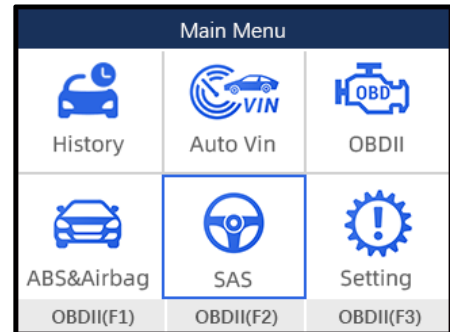 Main Menu
VIN
OBD
History
Auto Vin
OBDII
ABS&Airbag
SAS
Setting
OBDII(F1)
OBDII(F2)
OBDII(F3)